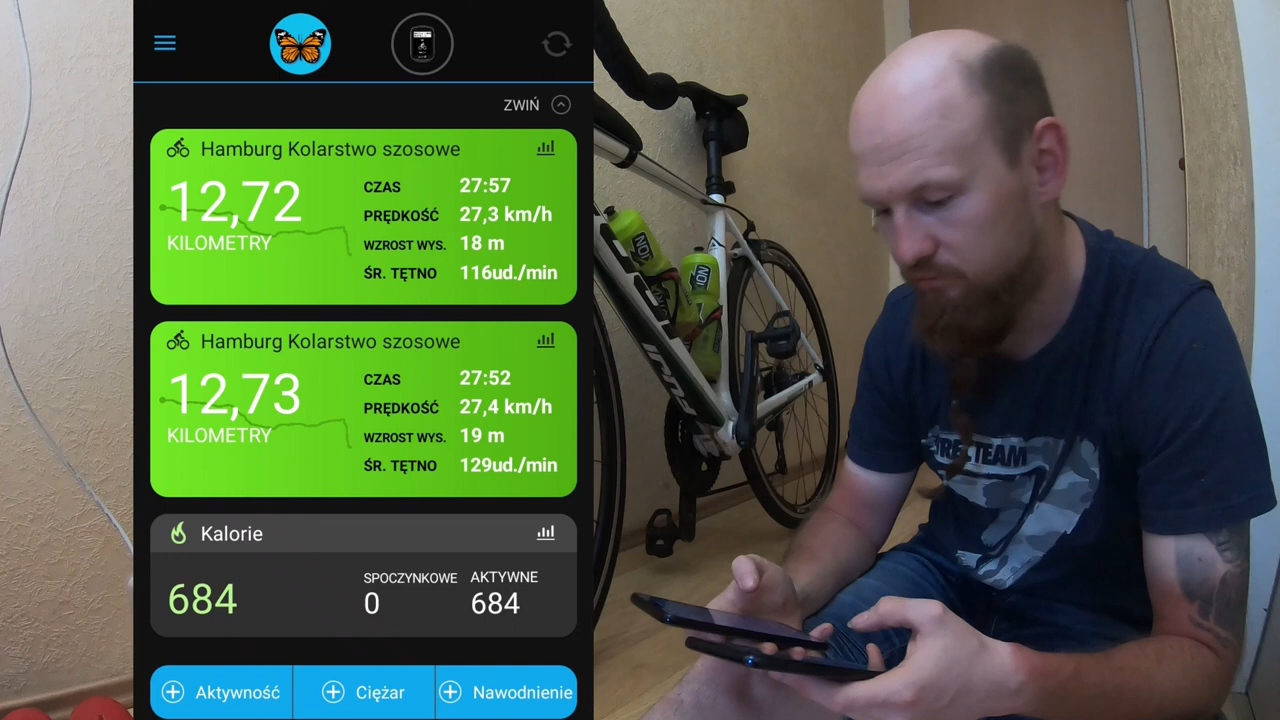 ZWIŃ
Hamburg Kolarstwo szosowe
12,72
KILOMETRY
CZAS 27:57
PRĘDKOŚĆ 27,3 km/h
WZROST WYS. 18 m
ŚR. TĘTNO 116ud./min
Hamburg Kolarstwo szosowe
12,73
KILOMETRY
CZAS 27:52
PRĘDKOŚĆ 27,4 km/h
WZROST WYS. 19 m
ŚR. TĘTNO 129ud./min
Kalorie
684
SPOCZYNKOWE 0
AKTYWNE 684
Aktywność
Ciężar
Nawodnienie
TEAM